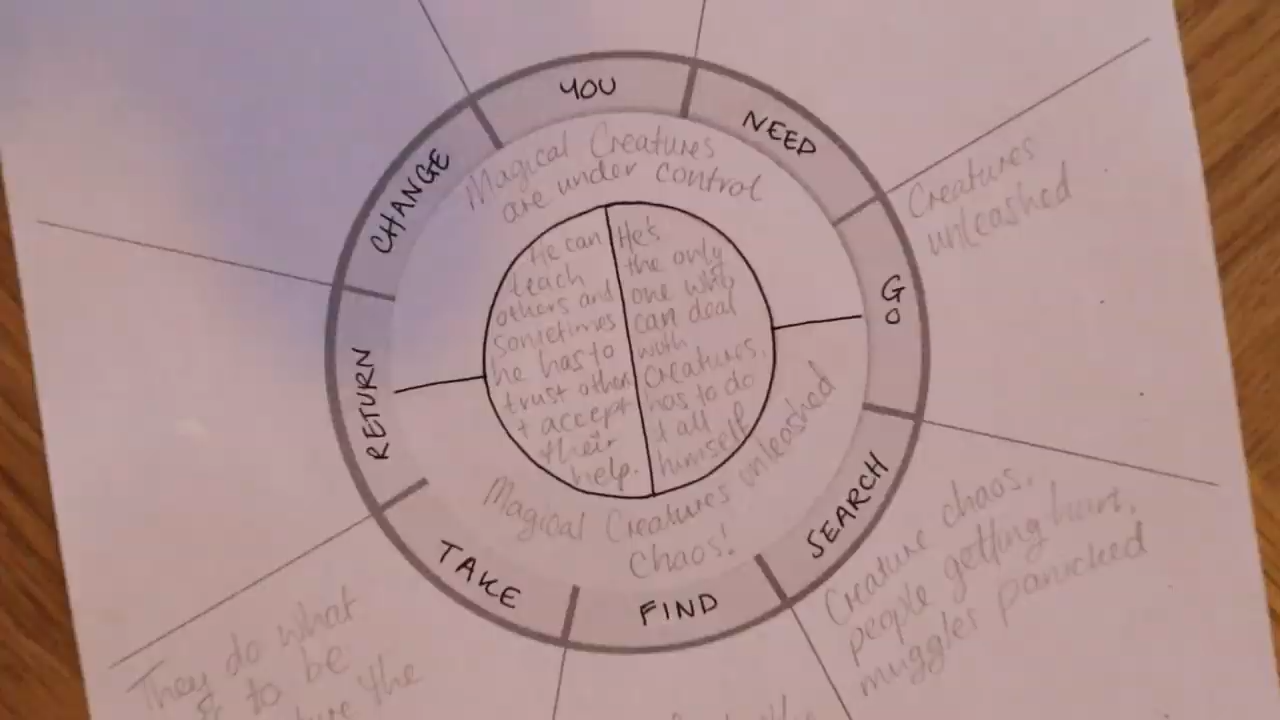 YOU
NEED
GO
SEARCH
FIND
TAKE
RETURN
CHANGE
Magical Creatures
are under control
He can
teach
others and
sometimes
he has to
trust other
+ accept
their
help.
He's
the only
one who
can deal
with
creatures,
has to do
it all
himself
Magical Creatures unleashed
Chaos!
Creatures
unleashed
Creature chaos,
people getting hurt,
muggles panicked
They do what
to be
the